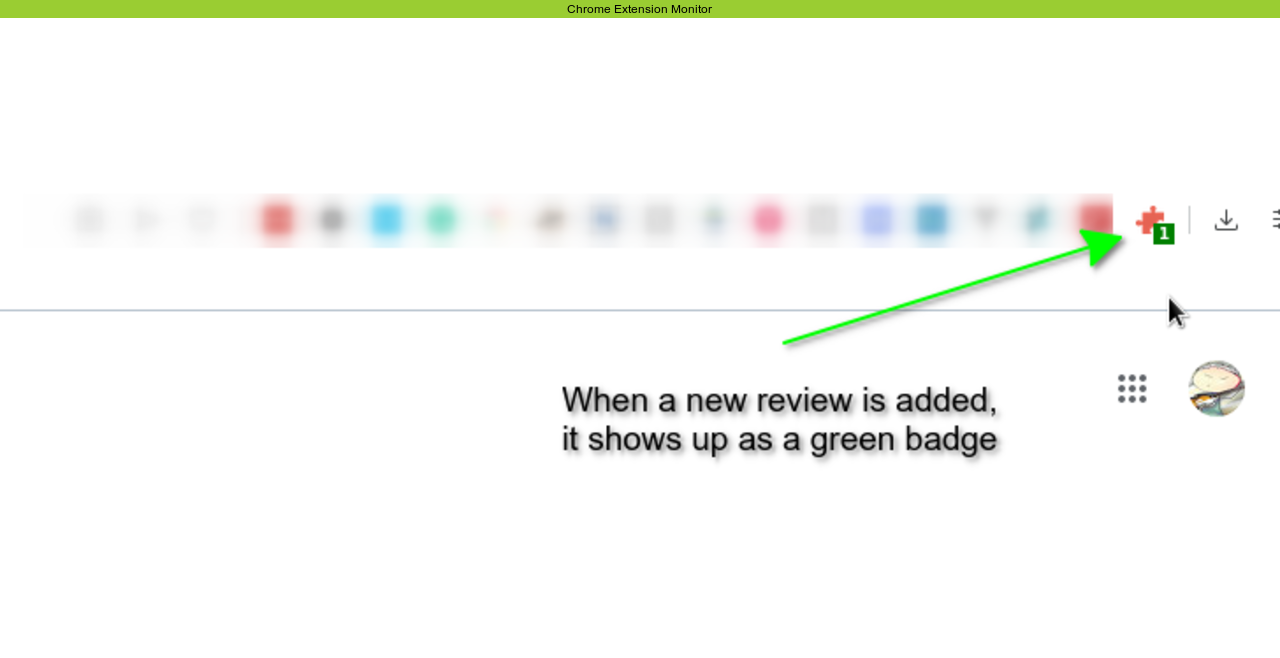 Chrome Extension Monitor
1
When a new review is added,
it shows up as a green badge